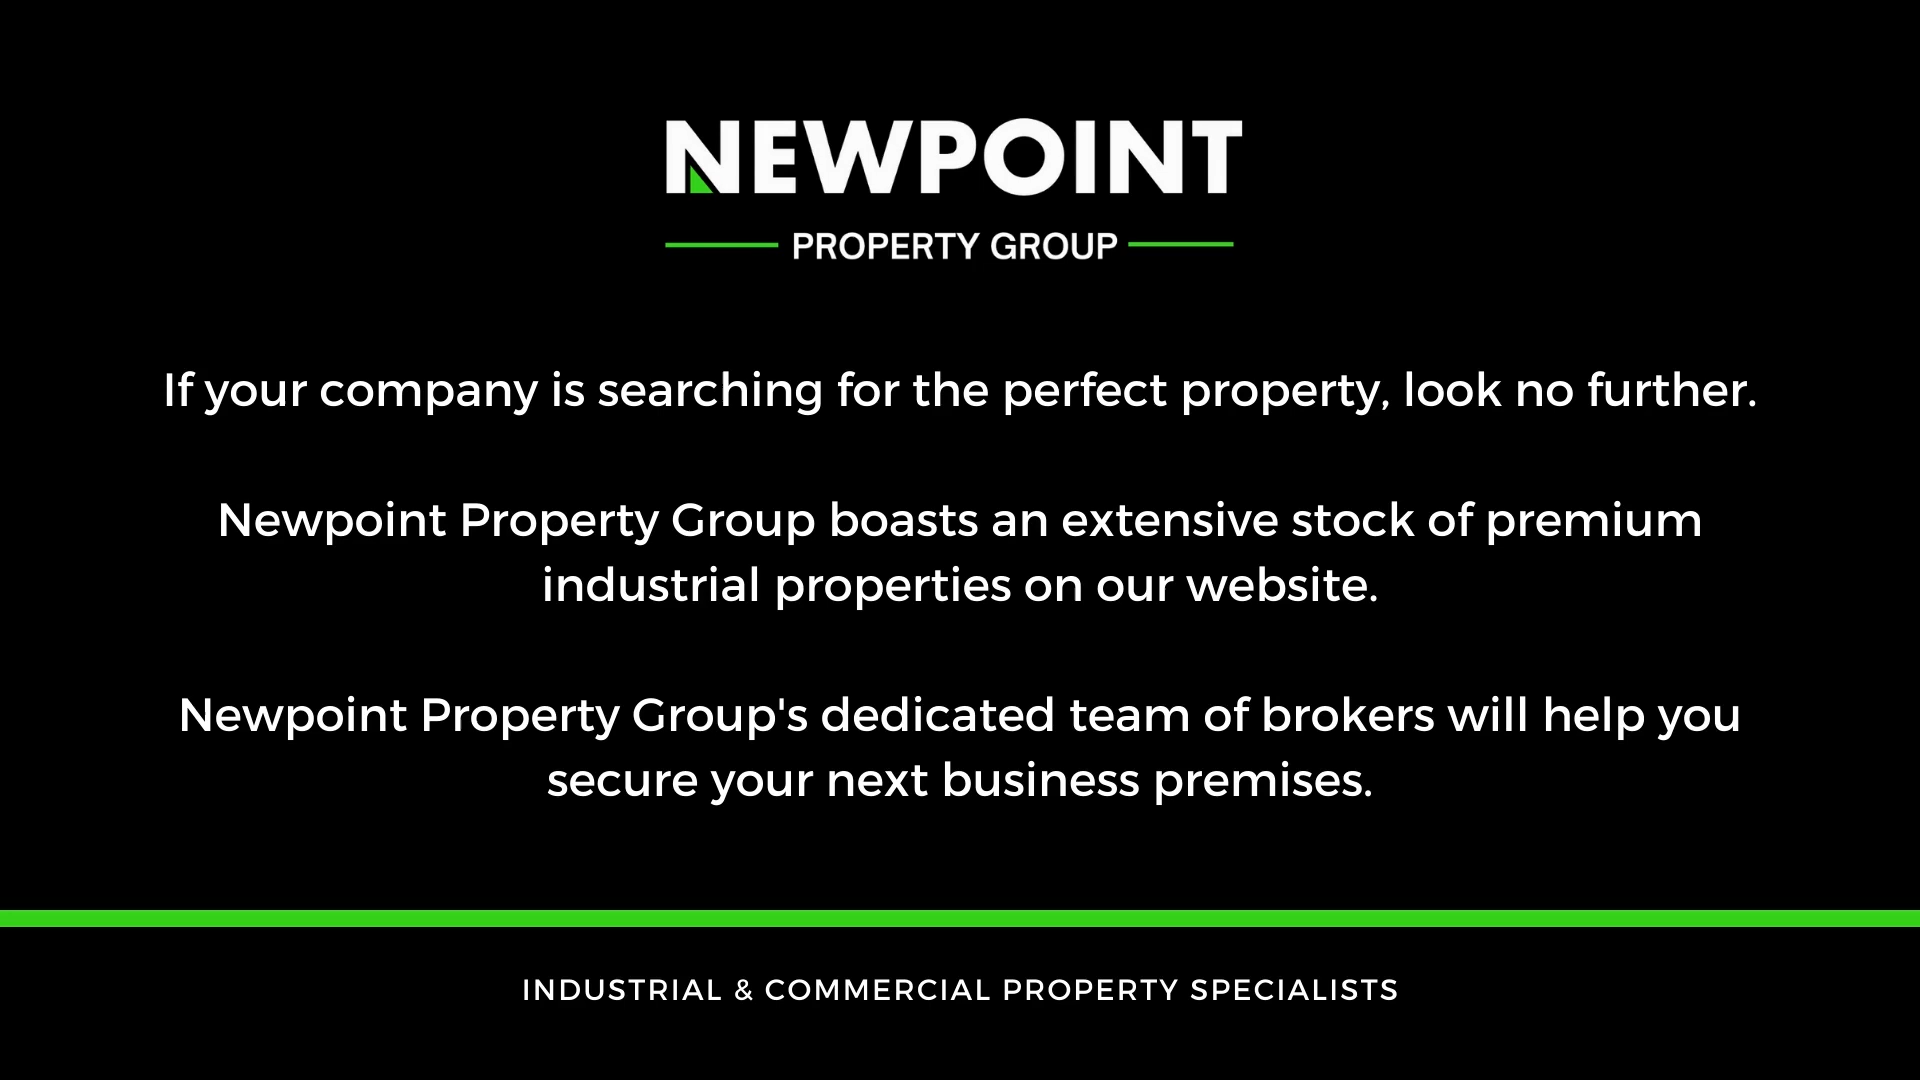 NEWPOINT
PROPERTY GROUP
If your company is searching for the perfect property, look no further.
Newpoint Property Group boasts an extensive stock of premium
industrial properties on our website.
Newpoint Property Group's dedicated team of brokers will help you
secure your next business premises.
INDUSTRIAL & COMMERCIAL PROPERTY SPECIALISTS